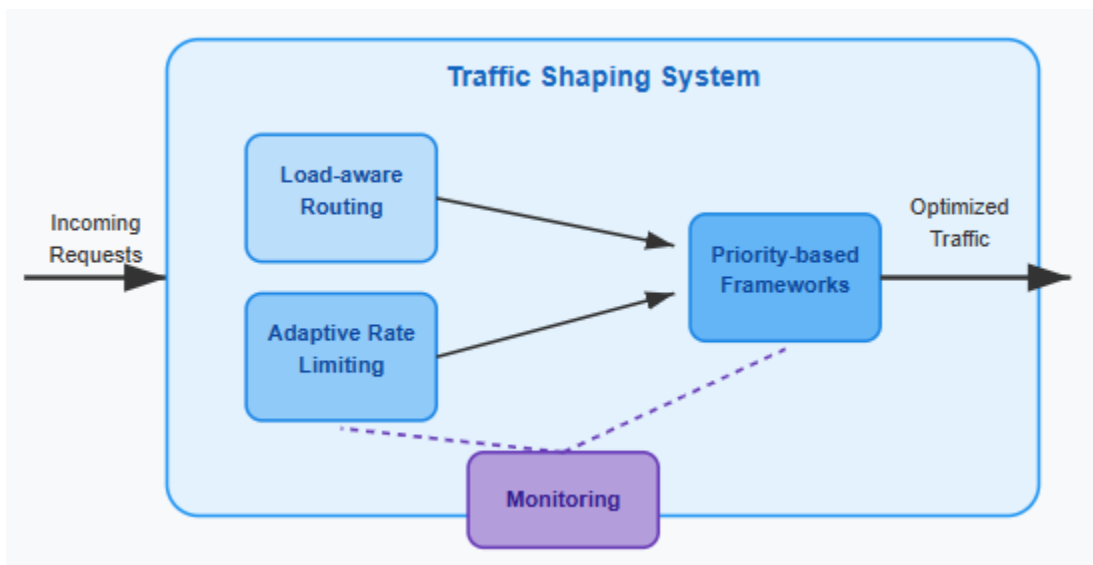 Traffic Shaping System
Incoming
Requests
Load-aware
Routing
Adaptive Rate
Limiting
Priority-based
Frameworks
Optimized
Traffic
Monitoring